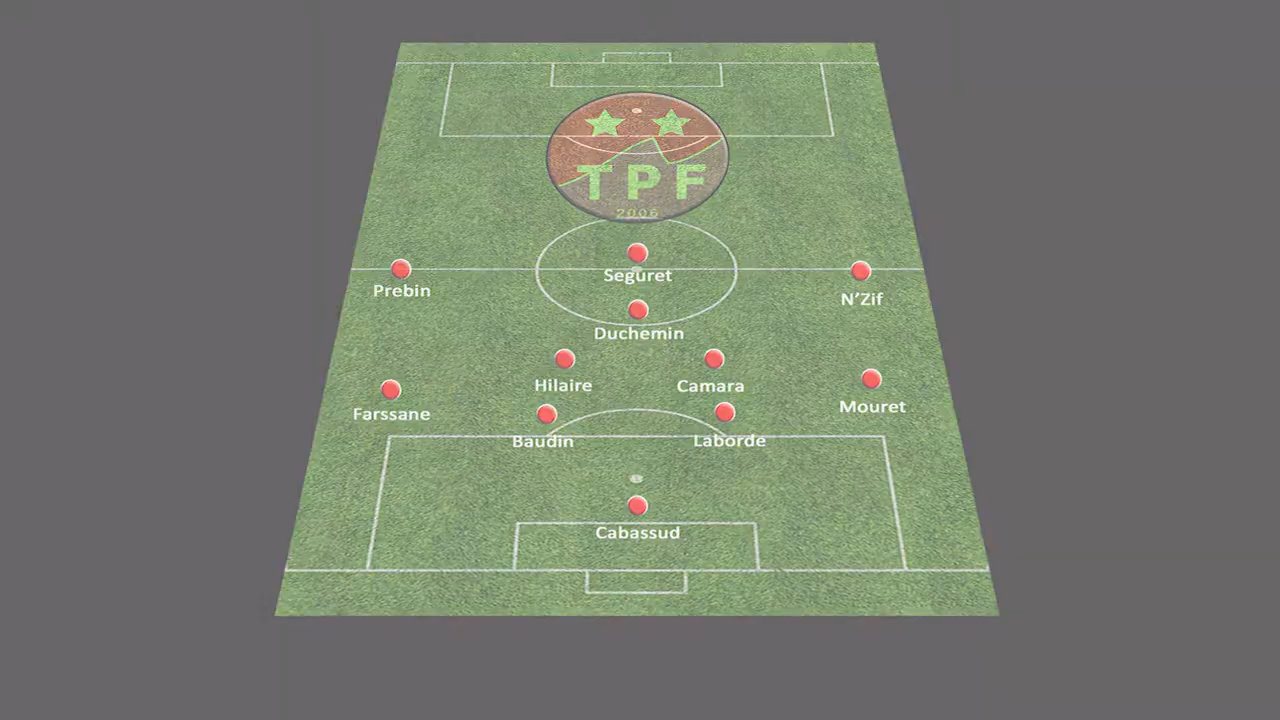 TPF
2006
Seguret
Prebin
N'Zif
Duchemin
Hilaire
Camara
Mouret
Farssane
Baudin
Laborde
Cabassud